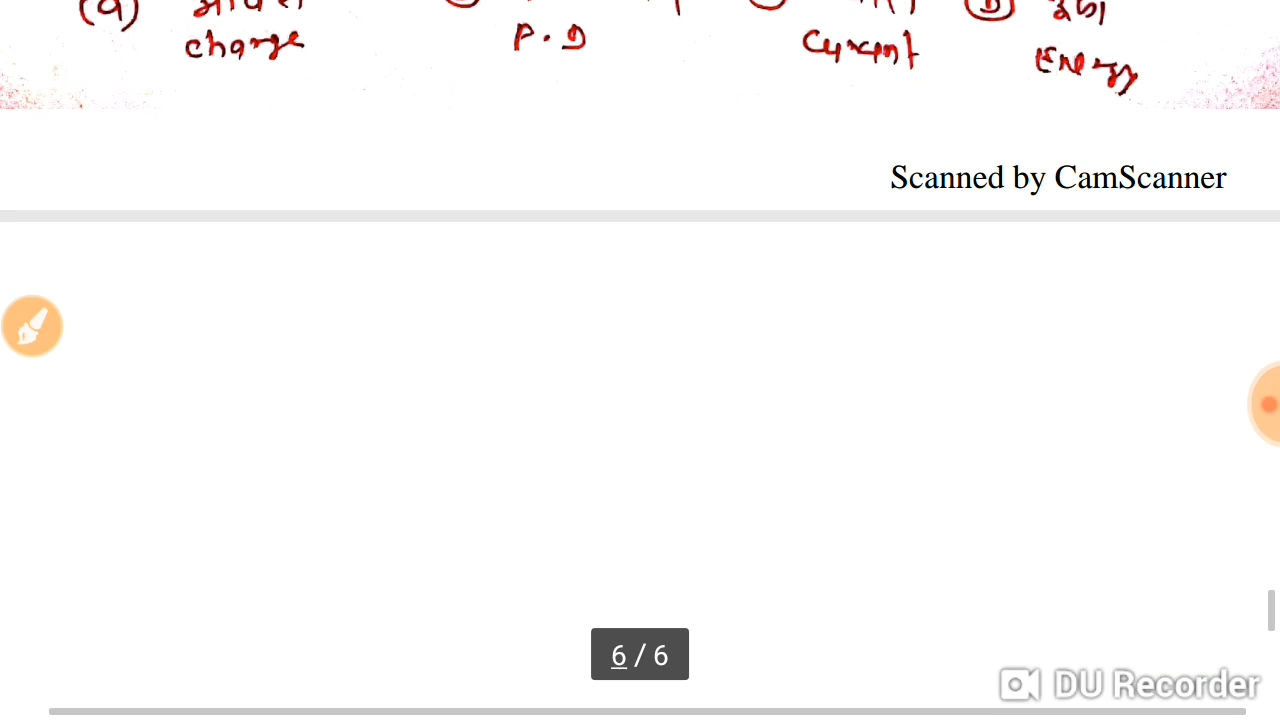 (a)
charge P.D Current Energy
Scanned by CamScanner
6 / 6
DU Recorder